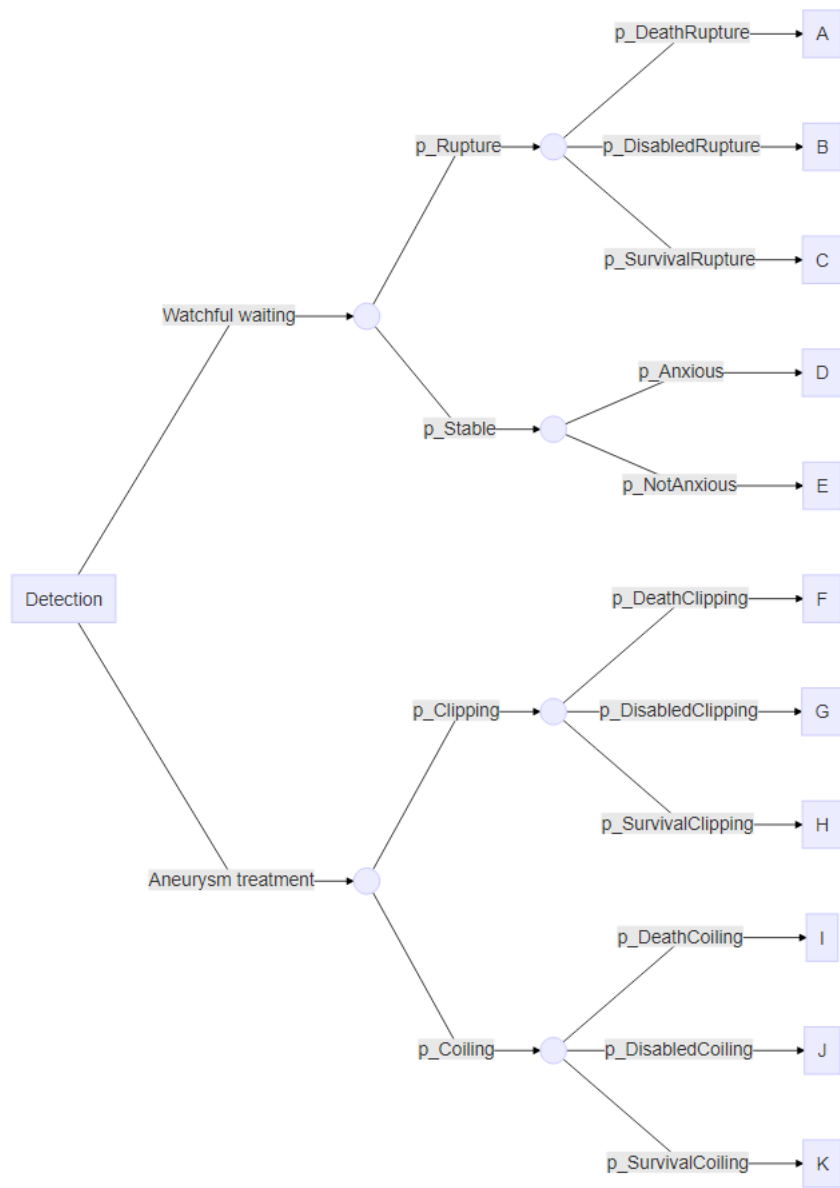 p_DeathRupture
A
p_Rupture
p_DisabledRupture
B
p_SurvivalRupture
C
Watchful waiting
p_Anxious
D
p_Stable
p_NotAnxious
E
Detection
p_DeathClipping
F
p_Clipping
p_DisabledClipping
G
p_SurvivalClipping
H
Aneurysm treatment
p_DeathCoiling
I
p_Coiling
p_DisabledCoiling
J
p_SurvivalCoiling
K